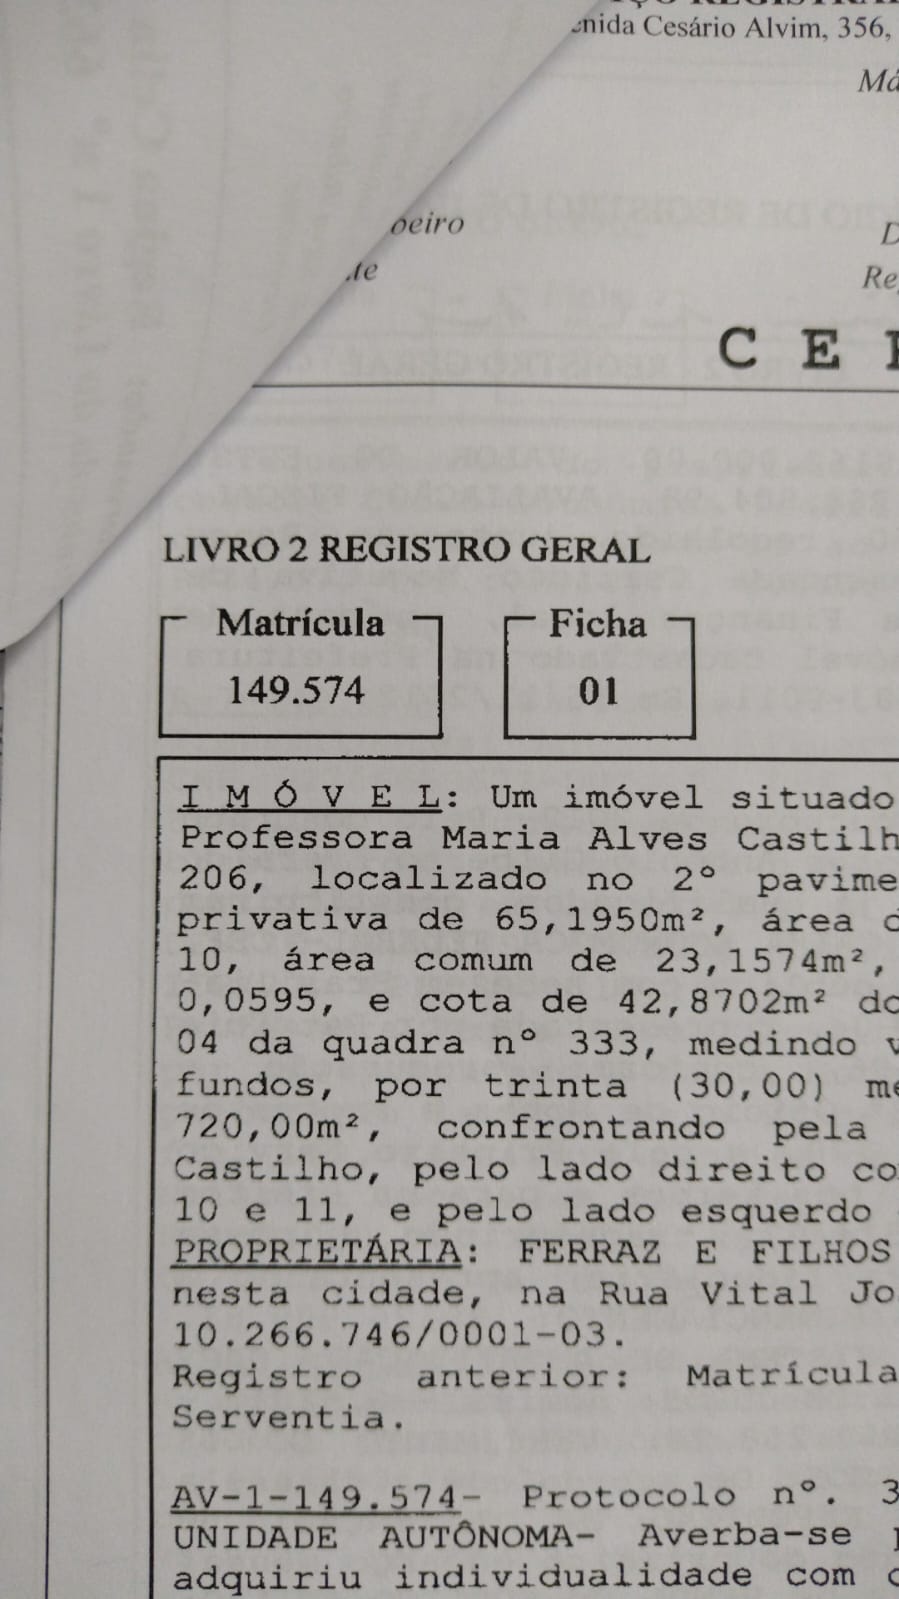 Cesário Alvim, 356,
C E
LIVRO 2 REGISTRO GERAL
Matrícula
Ficha
149.574
01
I M Ó V E L: Um imóvel situado
Professora Maria Alves Castilh
206, localizado no 2° pavime
privativa de 65,1950m², área d
10, área comum de 23,1574m²,
0,0595, e cota de 42,8702m² do
04 da quadra n° 333, medindo
fundos, por trinta (30,00) me
720,00m², confrontando pela
Castilho, pelo lado direito co
10 e 11, e pelo lado esquerdo
PROPRIETÁRIA: FERRAZ E FILHOS
nesta cidade, na Rua Vital Jo
10.266.746/0001-03.
Registro anterior: Matrícula
Serventia.
AV-1-149.574- Protocolo n°. 3
UNIDADE AUTÔNOMA- Averba-se
adquiriu individualidade com